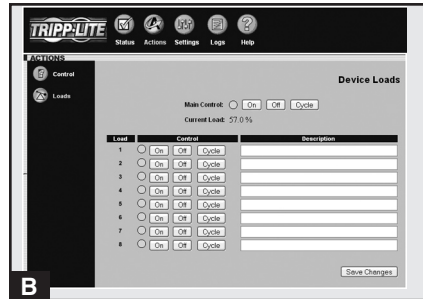 TRIPP·LITE
Status Actions Settings Logs Help
ACTIONS
Control
Loads
Device Loads
Main Control: On Off Cycle
Current Load: 57.0 %
Load Control Description
1 On Off Cycle
2 On Off Cycle
3 On Off Cycle
4 On Off Cycle
5 On Off Cycle
6 On Off Cycle
7 On Off Cycle
8 On Off Cycle
Save Changes
B